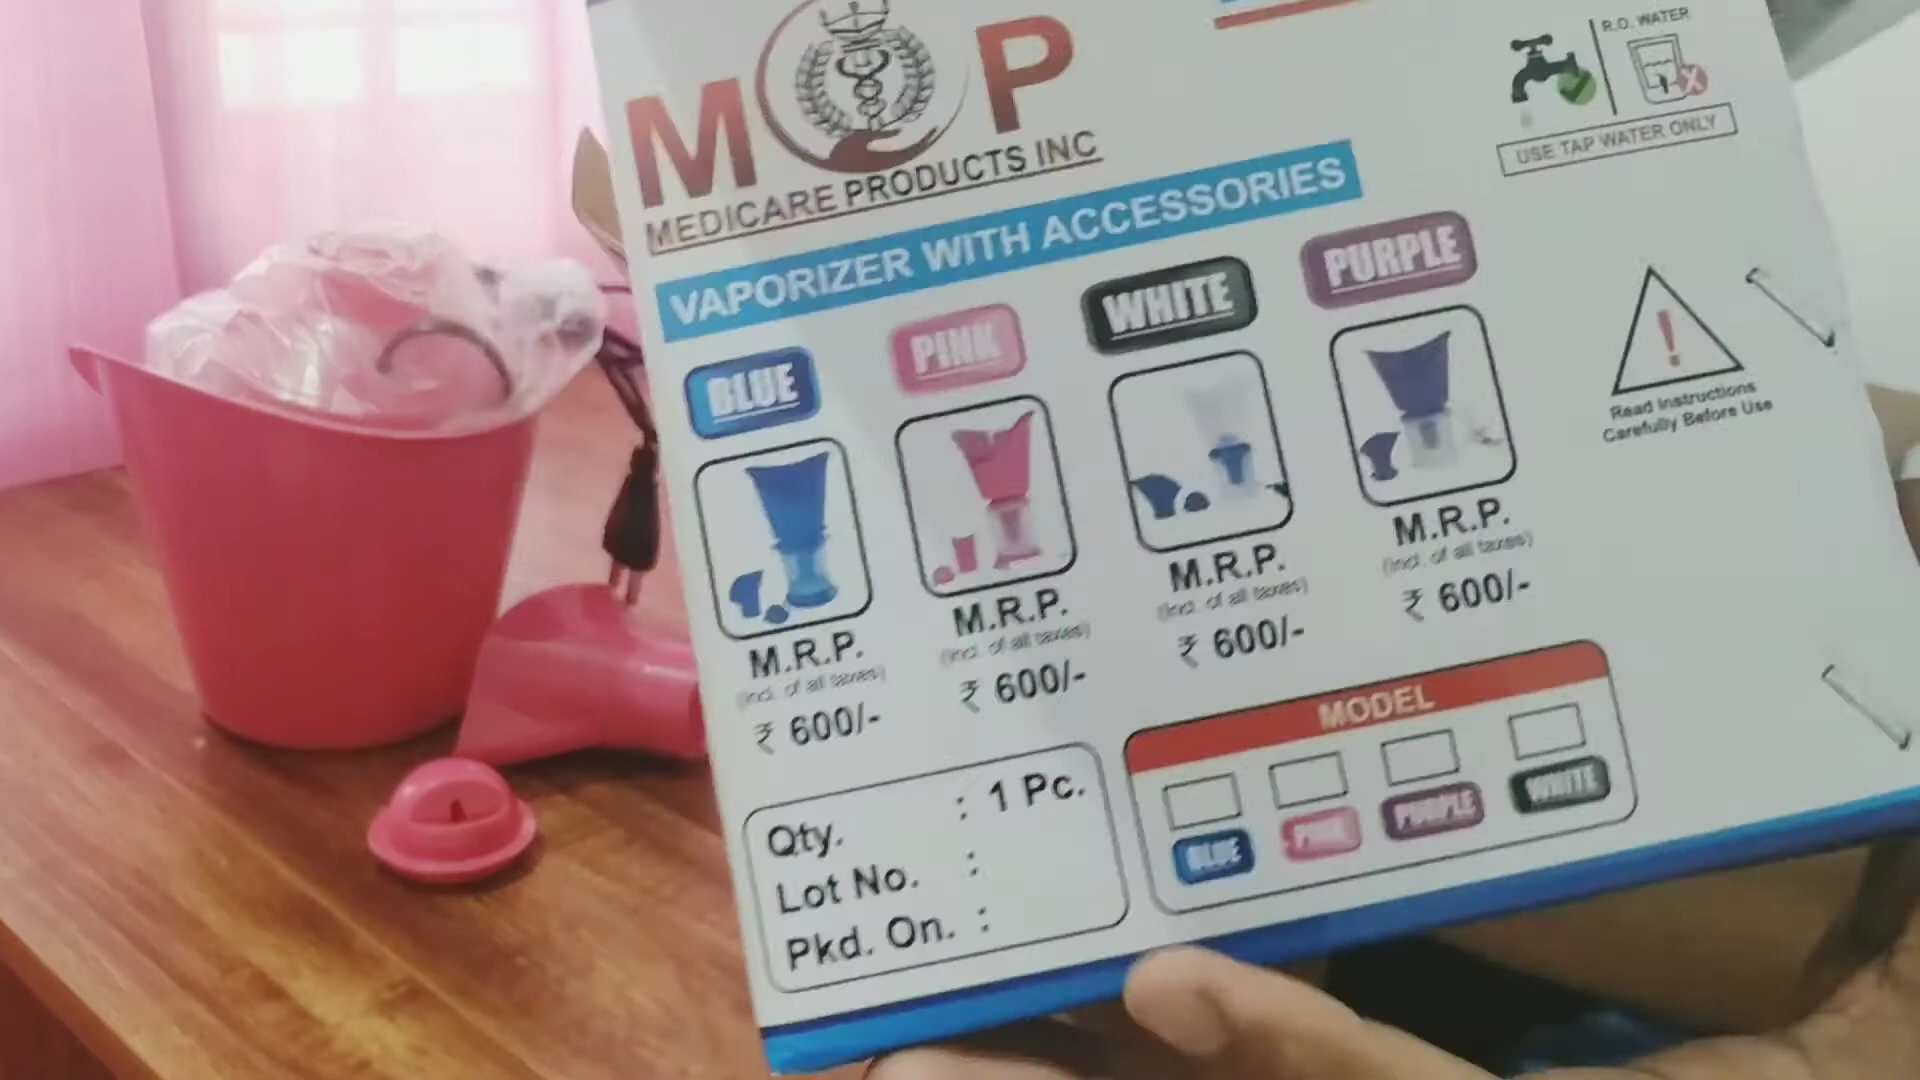 M P
MEDICARE PRODUCTS INC
R.O. WATER
USE TAP WATER ONLY
VAPORIZER WITH ACCESSORIES
BLUE
PINK
WHITE
PURPLE
Read Instructions
Carefully Before Use
M.R.P.
(incl. of all taxes)
₹ 600/-
M.R.P.
(incl. of all taxes)
₹ 600/-
M.R.P.
(incl. of all taxes)
₹ 600/-
M.R.P.
(incl. of all taxes)
₹ 600/-
Qty. : 1 Pc.
Lot No. :
Pkd. On. :
MODEL
BLUE
PINK
PURPLE
WHITE